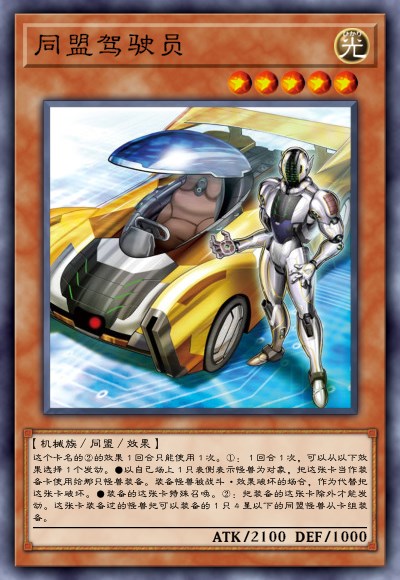 同盟驾驶员
ひかり
光
【机械族/同盟/效果】
这个卡名的②的效果1回合只能使用1次。①:1回合1次,可以从以下效
果选择1个发动。●以自己场上1只表侧表示怪兽为对象,把这张卡当作装
备卡使用给那只怪兽装备。装备怪兽被战斗·效果破坏的场合,作为代替把
这张卡破坏。●装备的这张卡特殊召唤。②:把装备的这张卡除外才能发
动。这张卡装备过的怪兽把可以装备的1只4星以下的同盟怪兽从卡组装
备。
ATK/2100 DEF/1000